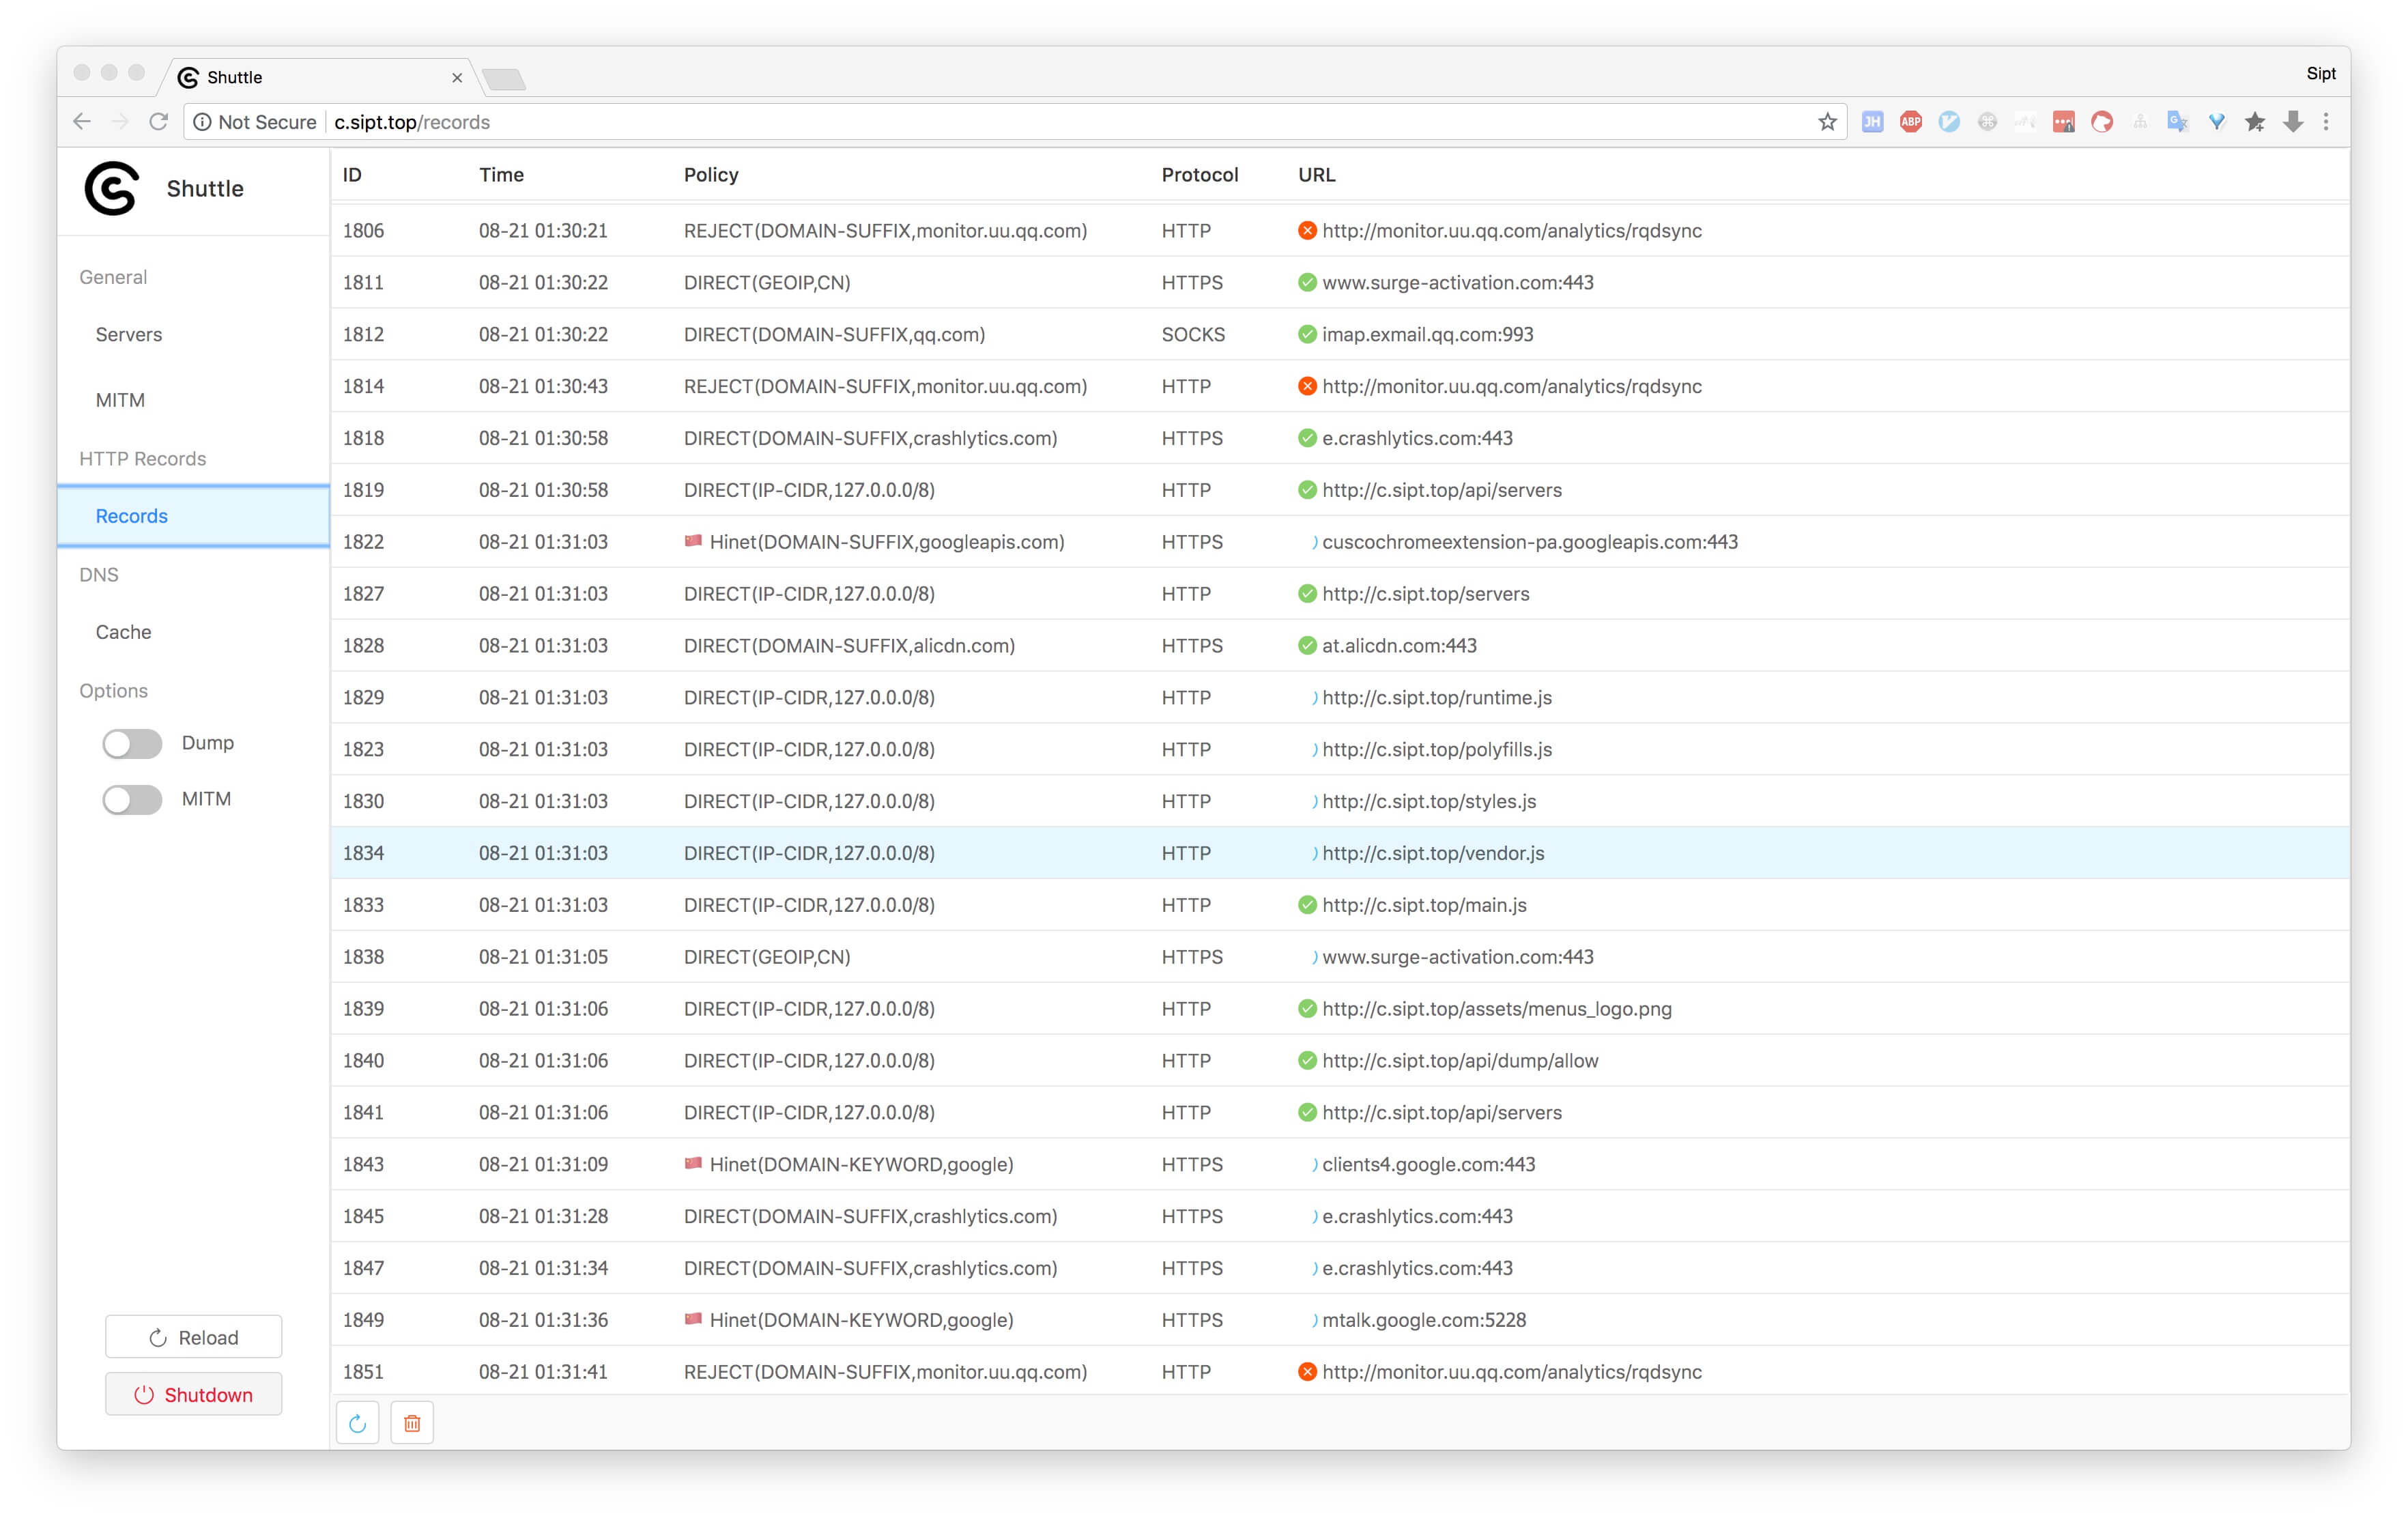 Shuttle
Sipt
Not Secure c.sipt.top/records
JH ABP
Shuttle
General
Servers
MITM
HTTP Records
Records
DNS
Cache
Options
Dump
MITM
Reload
Shutdown
ID Time Policy Protocol URL
1806 08-21 01:30:21 REJECT(DOMAIN-SUFFIX,monitor.uu.qq.com) HTTP http://monitor.uu.qq.com/analytics/rqdsync
1811 08-21 01:30:22 DIRECT(GEOIP,CN) HTTPS www.surge-activation.com:443
1812 08-21 01:30:22 DIRECT(DOMAIN-SUFFIX,qq.com) SOCKS imap.exmail.qq.com:993
1814 08-21 01:30:43 REJECT(DOMAIN-SUFFIX,monitor.uu.qq.com) HTTP http://monitor.uu.qq.com/analytics/rqdsync
1818 08-21 01:30:58 DIRECT(DOMAIN-SUFFIX,crashlytics.com) HTTPS e.crashlytics.com:443
1819 08-21 01:30:58 DIRECT(IP-CIDR,127.0.0.0/8) HTTP http://c.sipt.top/api/servers
1822 08-21 01:31:03 Hinet(DOMAIN-SUFFIX,googleapis.com) HTTPS cuscochromeextension-pa.googleapis.com:443
1827 08-21 01:31:03 DIRECT(IP-CIDR,127.0.0.0/8) HTTP http://c.sipt.top/servers
1828 08-21 01:31:03 DIRECT(DOMAIN-SUFFIX,alicdn.com) HTTPS at.alicdn.com:443
1829 08-21 01:31:03 DIRECT(IP-CIDR,127.0.0.0/8) HTTP http://c.sipt.top/runtime.js
1823 08-21 01:31:03 DIRECT(IP-CIDR,127.0.0.0/8) HTTP http://c.sipt.top/polyfills.js
1830 08-21 01:31:03 DIRECT(IP-CIDR,127.0.0.0/8) HTTP http://c.sipt.top/styles.js
1834 08-21 01:31:03 DIRECT(IP-CIDR,127.0.0.0/8) HTTP http://c.sipt.top/vendor.js
1833 08-21 01:31:03 DIRECT(IP-CIDR,127.0.0.0/8) HTTP http://c.sipt.top/main.js
1838 08-21 01:31:05 DIRECT(GEOIP,CN) HTTPS www.surge-activation.com:443
1839 08-21 01:31:06 DIRECT(IP-CIDR,127.0.0.0/8) HTTP http://c.sipt.top/assets/menus_logo.png
1840 08-21 01:31:06 DIRECT(IP-CIDR,127.0.0.0/8) HTTP http://c.sipt.top/api/dump/allow
1841 08-21 01:31:06 DIRECT(IP-CIDR,127.0.0.0/8) HTTP http://c.sipt.top/api/servers
1843 08-21 01:31:09 Hinet(DOMAIN-KEYWORD,google) HTTPS clients4.google.com:443
1845 08-21 01:31:28 DIRECT(DOMAIN-SUFFIX,crashlytics.com) HTTPS e.crashlytics.com:443
1847 08-21 01:31:34 DIRECT(DOMAIN-SUFFIX,crashlytics.com) HTTPS e.crashlytics.com:443
1849 08-21 01:31:36 Hinet(DOMAIN-KEYWORD,google) HTTPS mtalk.google.com:5228
1851 08-21 01:31:41 REJECT(DOMAIN-SUFFIX,monitor.uu.qq.com) HTTP http://monitor.uu.qq.com/analytics/rqdsync